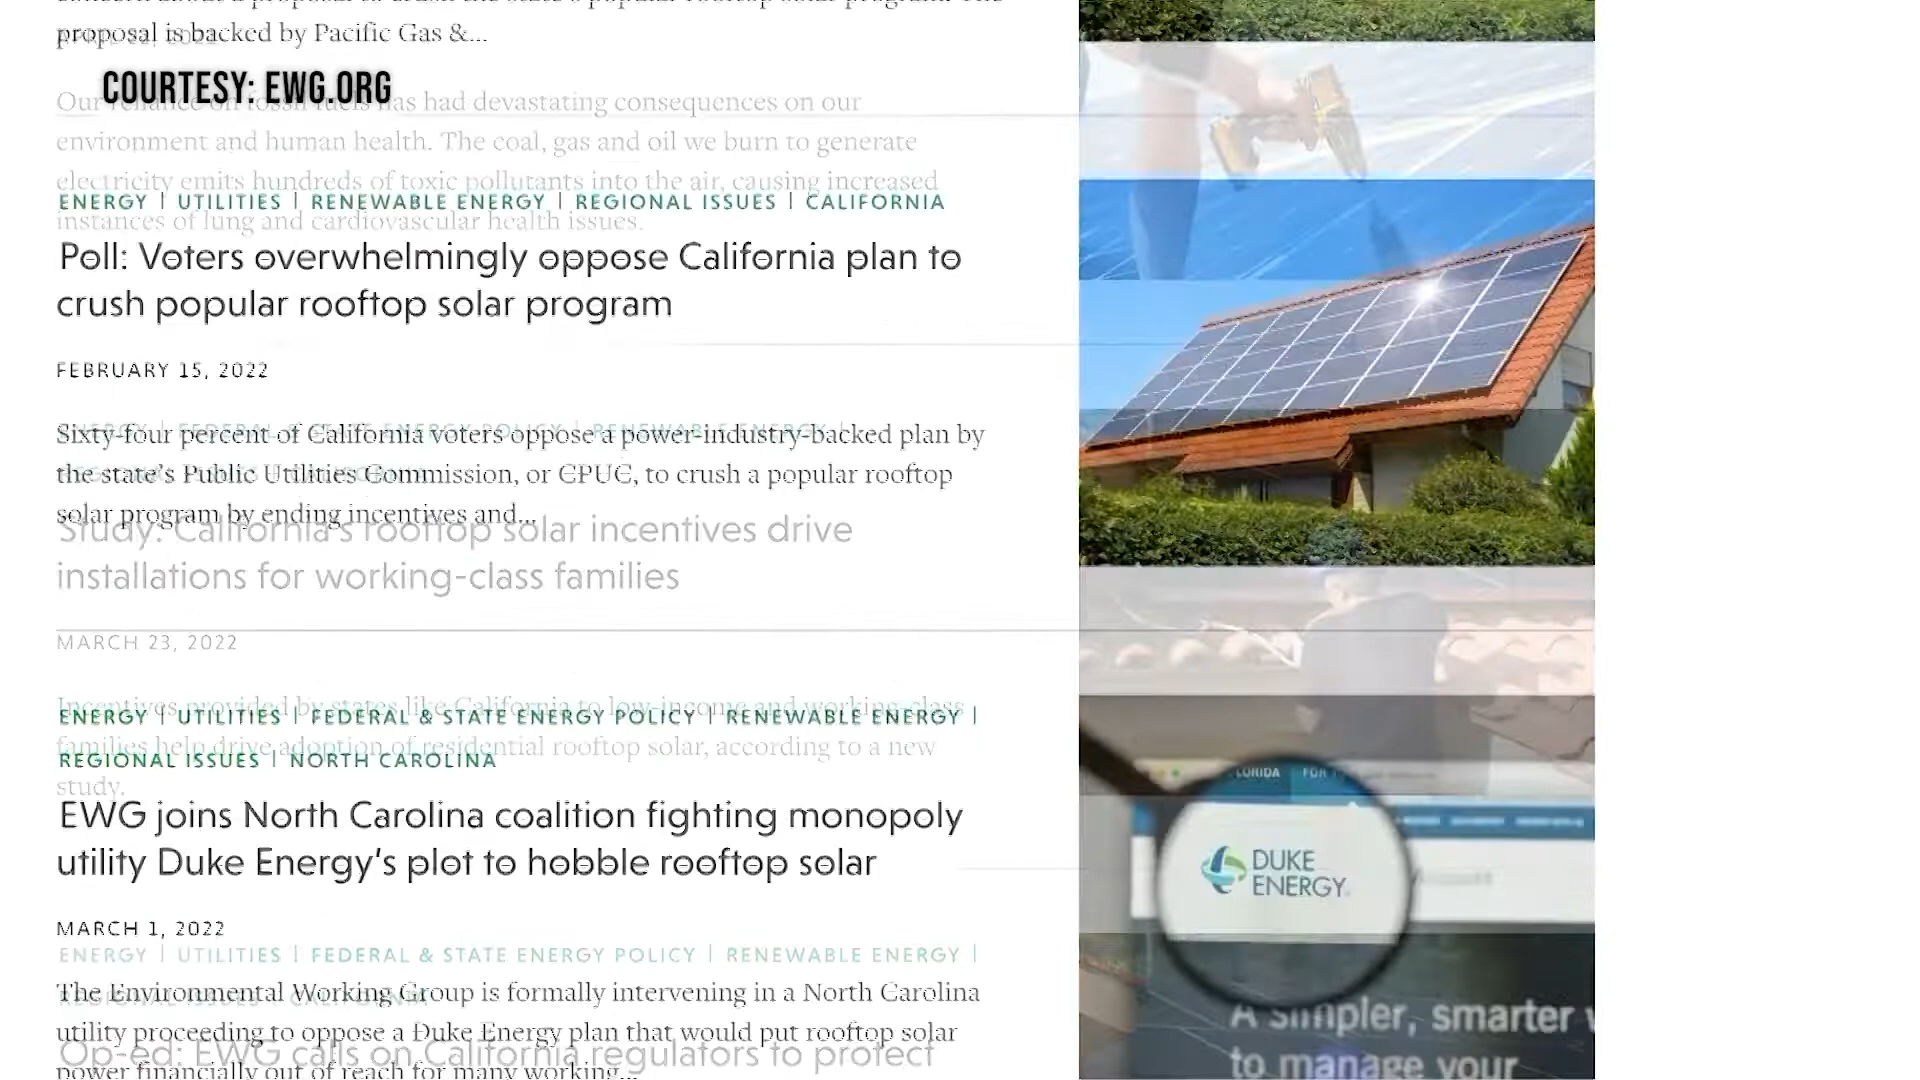 proposal is backed by Pacific Gas &...
COURTESY: EWG.ORG
Our reliance on fossil fuels has had devastating consequences on our
environment and human health. The coal, gas and oil we burn to generate
electricity emits hundreds of toxic pollutants into the air, causing increased
ENERGY | UTILITIES | RENEWABLE ENERGY | REGIONAL ISSUES | CALIFORNIA
instances of lung and cardiovascular health issues.
Poll: Voters overwhelmingly oppose California plan to
crush popular rooftop solar program
FEBRUARY 15, 2022
ENERGY | FEDERAL & STATE ENERGY POLICY | RENEWABLE ENERGY |
Sixty-four percent of California voters oppose a power-industry-backed plan by
the state's Public Utilities Commission, or CPUC, to crush a popular rooftop
solar program by ending incentives and...
Study: California's rooftop solar incentives drive
installations for working-class families
MARCH 23, 2022
Incentives provided by states like California to low-income and working-class
ENERGY | UTILITIES | FEDERAL & STATE ENERGY POLICY | RENEWABLE ENERGY |
families help drive adoption of residential rooftop solar, according to a new
REGIONAL ISSUES | NORTH CAROLINA
study.
EWG joins North Carolina coalition fighting monopoly
utility Duke Energy's plot to hobble rooftop solar
MARCH 1, 2022
ENERGY | UTILITIES | FEDERAL & STATE ENERGY POLICY | RENEWABLE ENERGY |
The Environmental Working Group is formally intervening in a North Carolina
REGIONAL ISSUES | CALIFORNIA
utility proceeding to oppose a Duke Energy plan that would put rooftop solar
Op-ed: EWG calls on California regulators to protect
power financially out of reach for many working...
DUKE
ENERGY
A simpler, smarter
to manage your